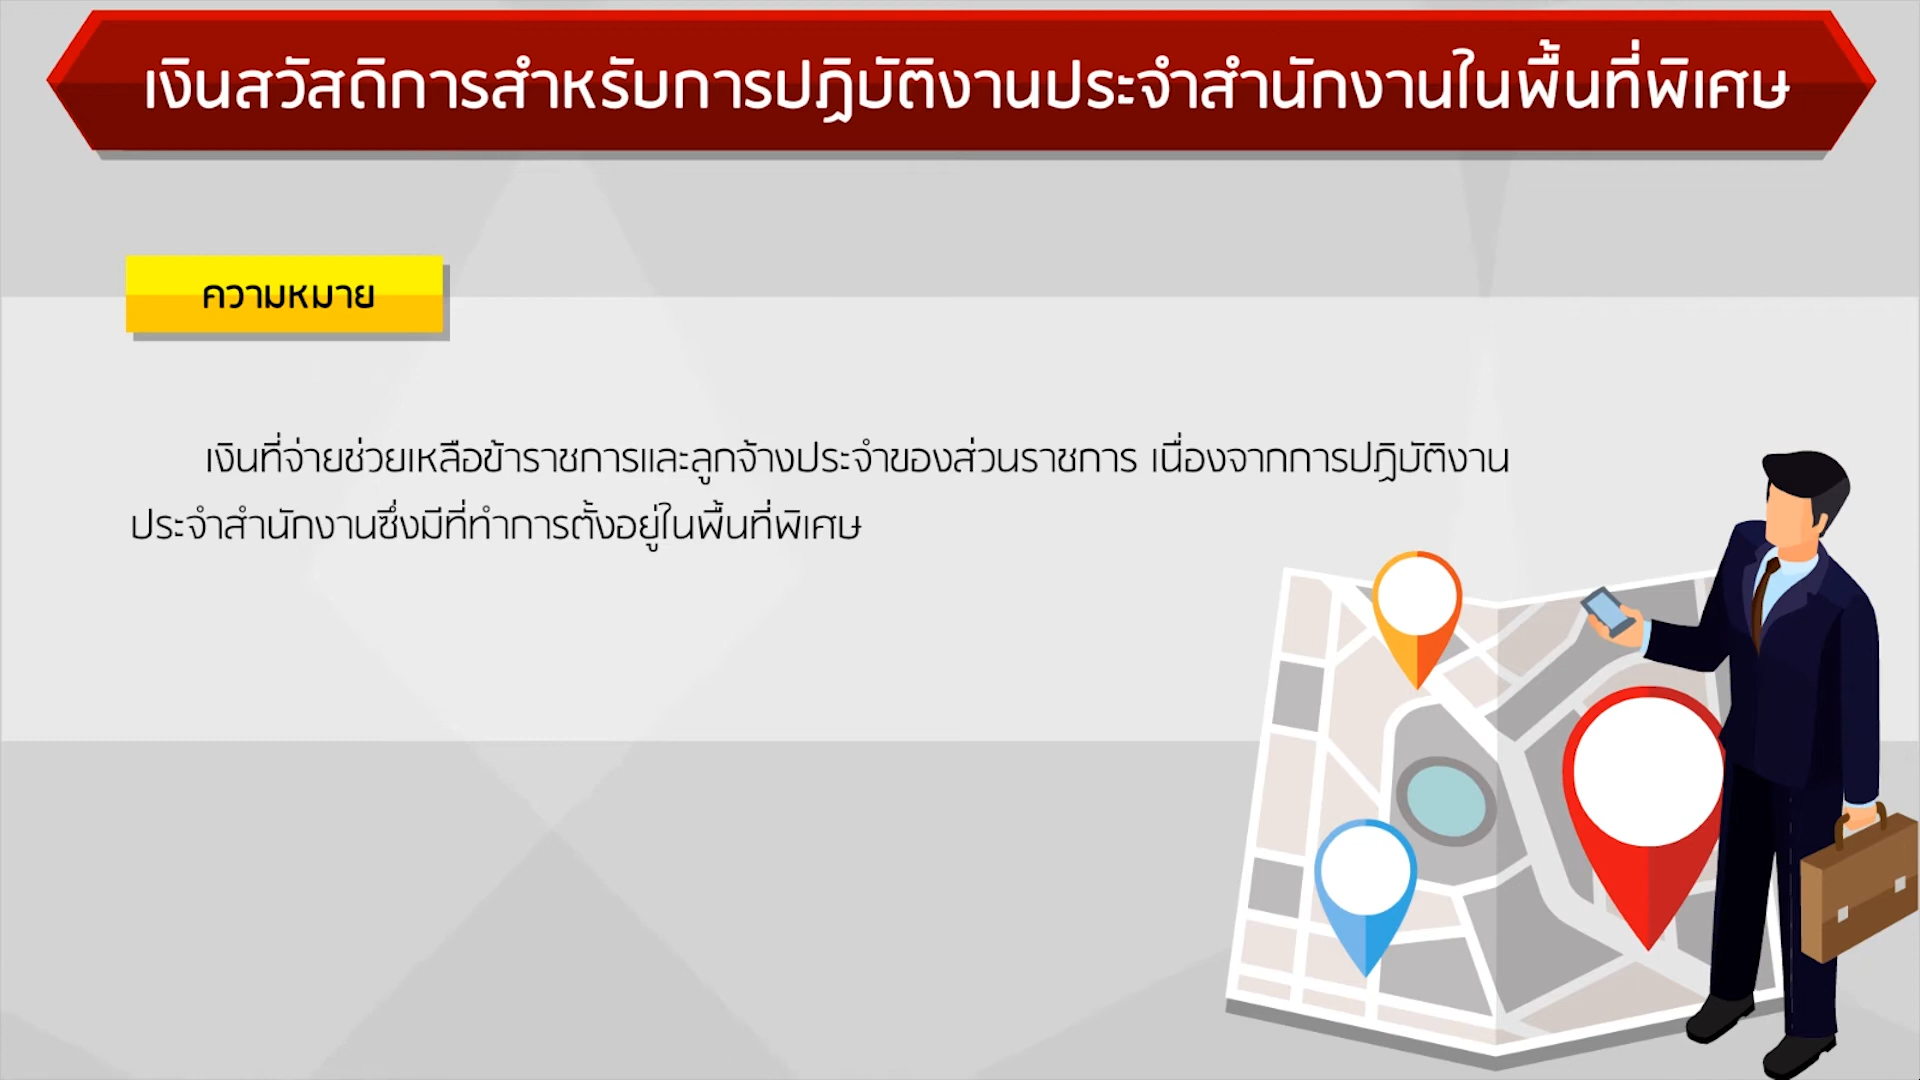 เงินสวัสดิการสำหรับการปฏิบัติงานประจำสำนักงานในพื้นที่พิเศษ
ความหมาย
เงินที่จ่ายช่วยเหลือข้าราชการและลูกจ้างประจำของส่วนราชการ เนื่องจากการปฏิบัติงาน
ประจำสำนักงานซึ่งมีที่ทำการตั้งอยู่ในพื้นที่พิเศษ